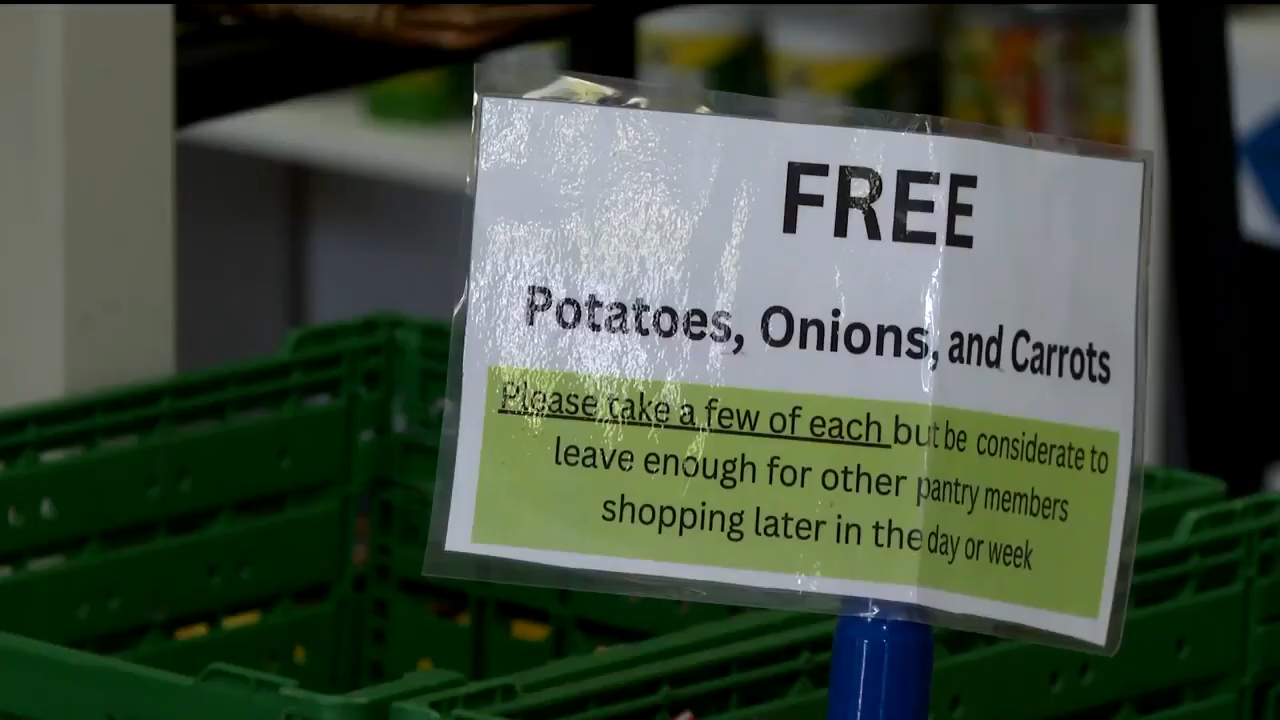 FREE
Potatoes, Onions, and Carrots
Please take a few of each but be considerate to
leave enough for other pantry members
shopping later in the day or week